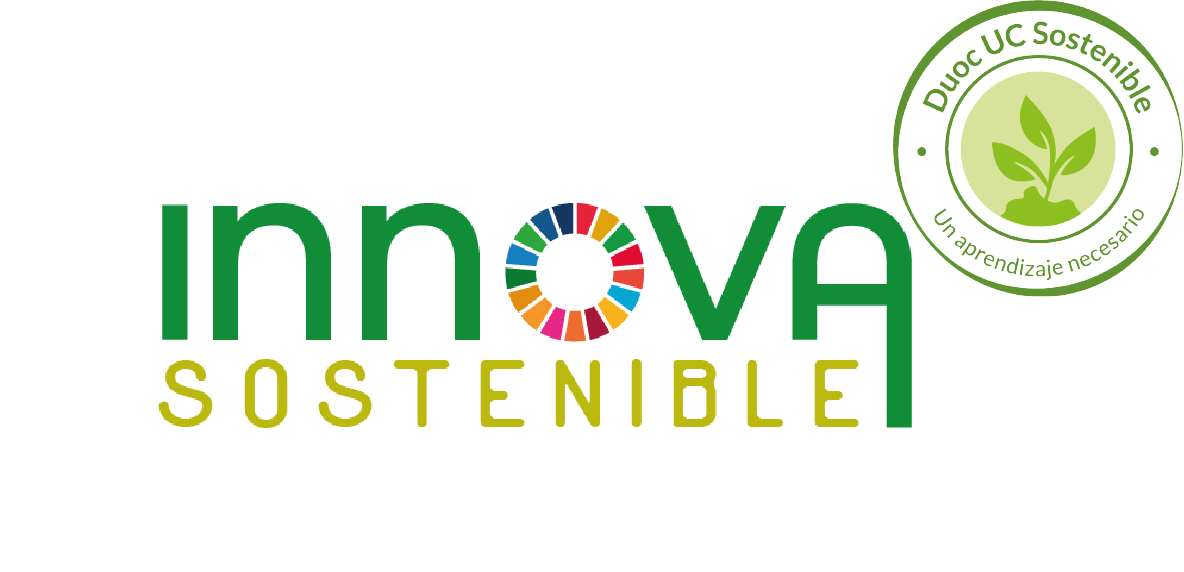 Duoc UC Sostenible
Un aprendizaje necesario
INNOVA
SOSTENIBLE